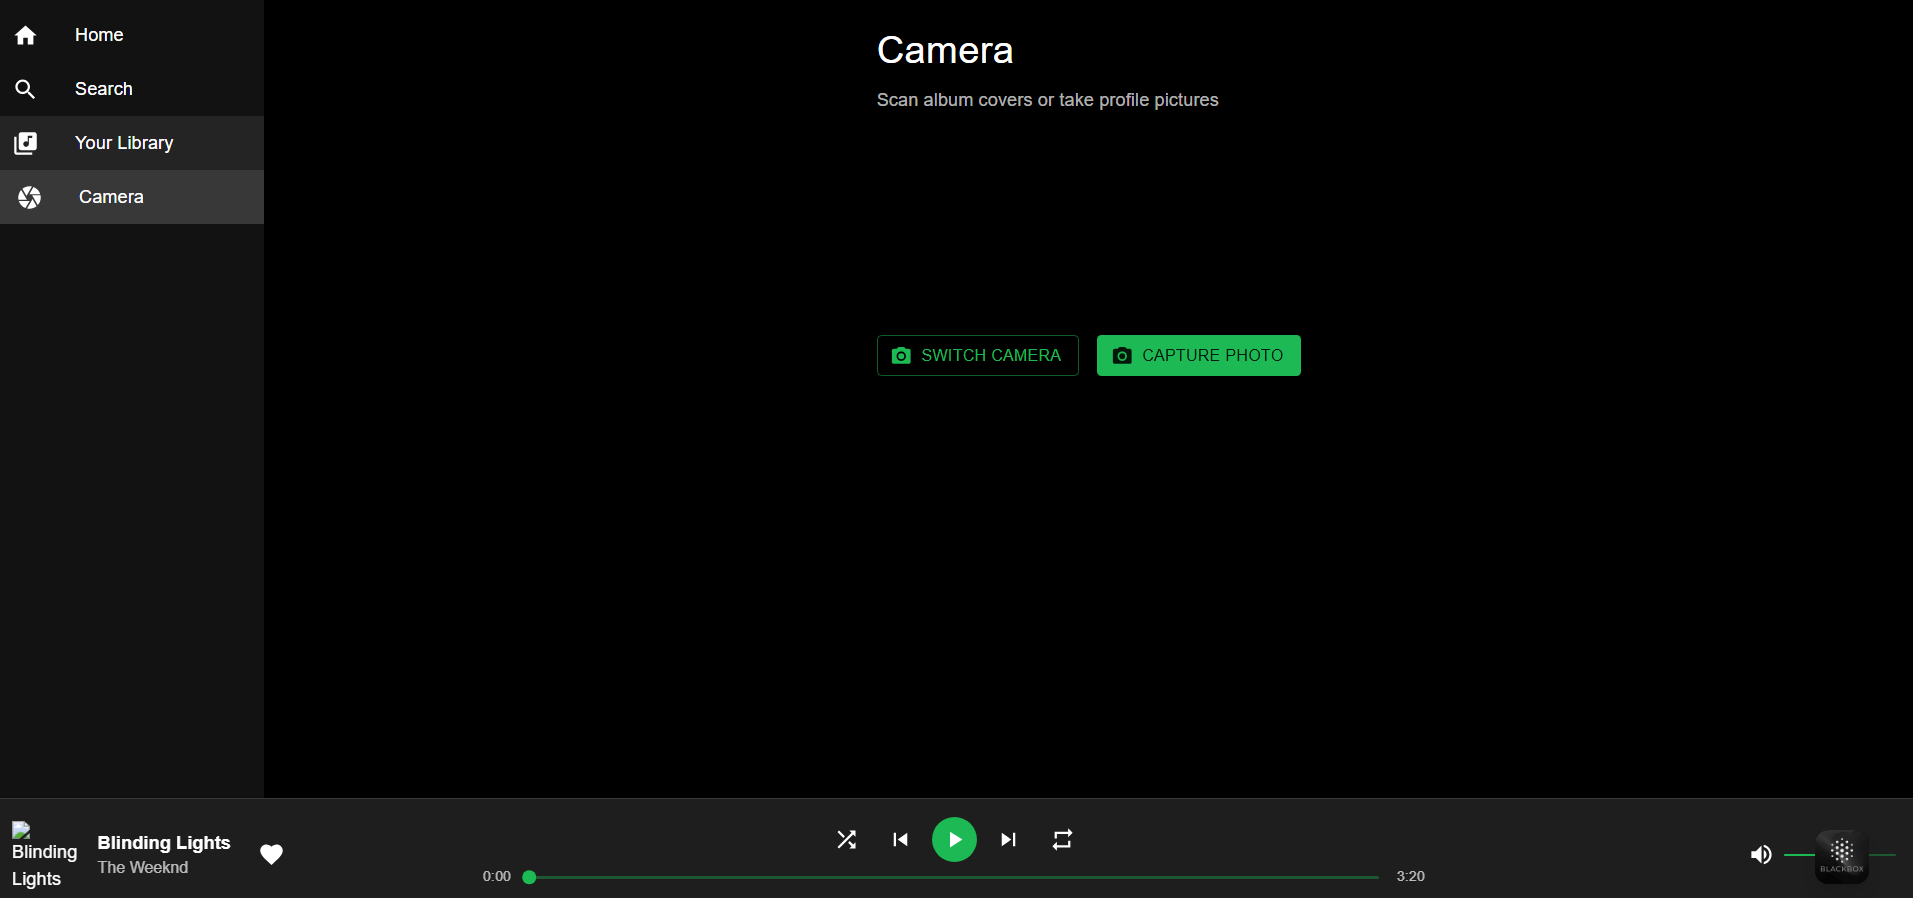 Home
Search
Your Library
Camera
Camera
Scan album covers or take profile pictures
SWITCH CAMERA
CAPTURE PHOTO
Blinding
Lights
Blinding Lights
The Weeknd
0:00
3:20
BLACKBOX